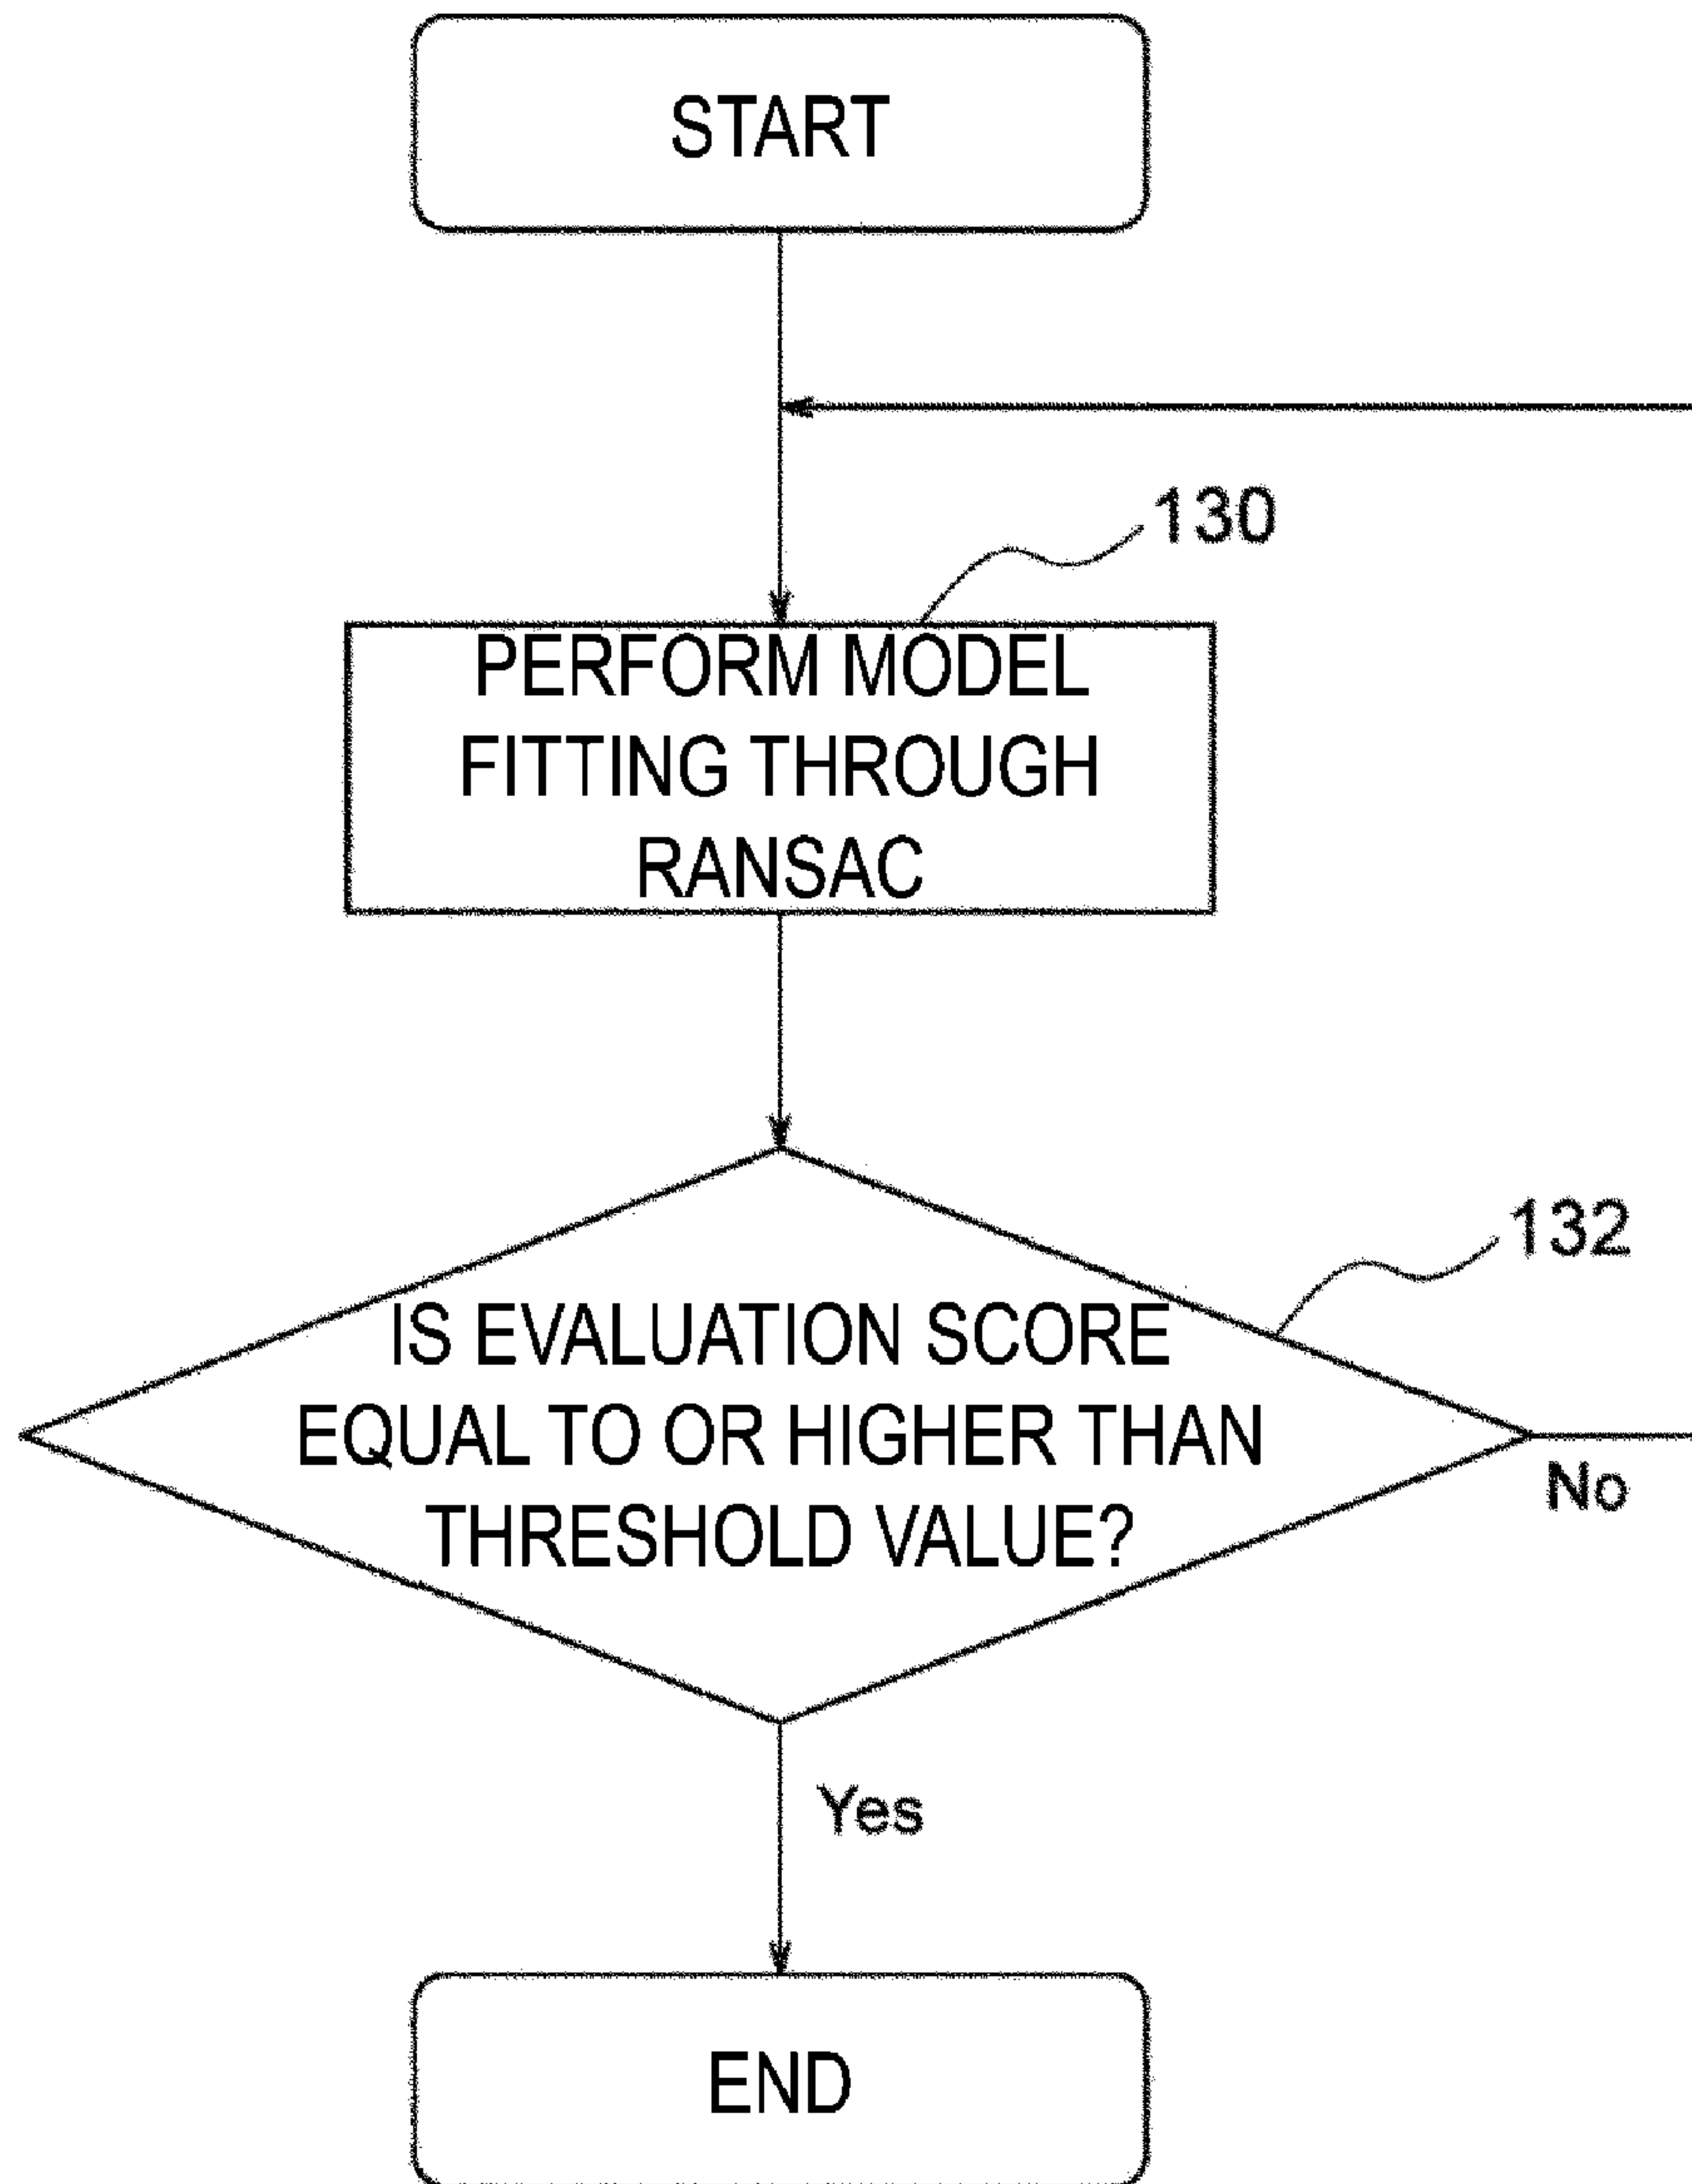 START
130
PERFORM MODEL
FITTING THROUGH
RANSAC
132
IS EVALUATION SCORE
EQUAL TO OR HIGHER THAN
THRESHOLD VALUE?
No
Yes
END